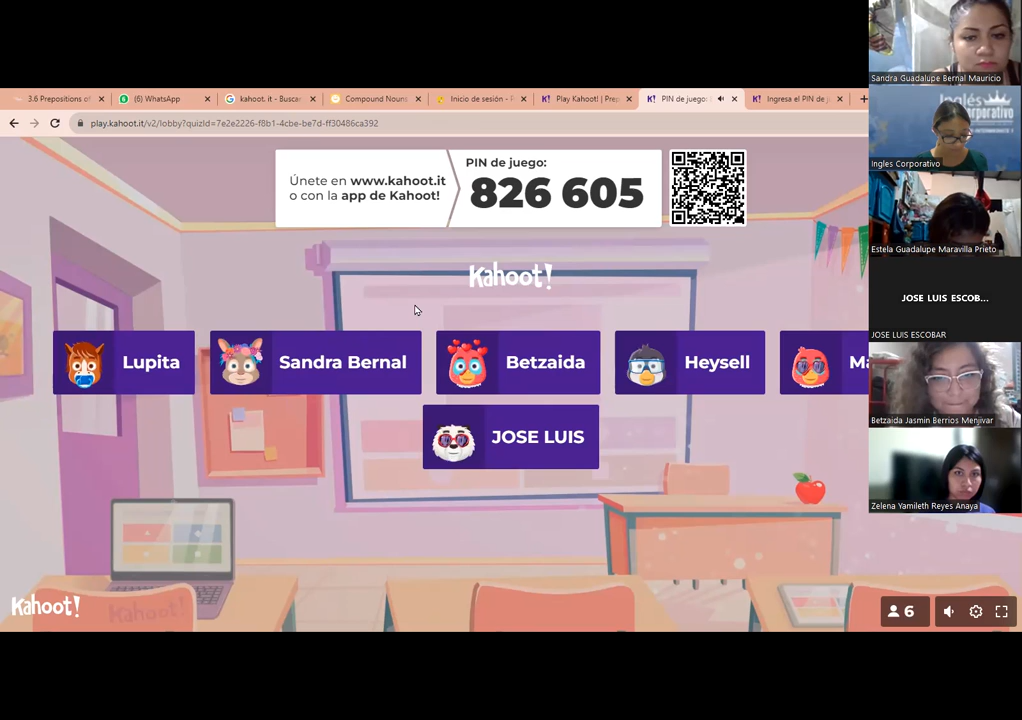 3.6 Prepositions of
(6) WhatsApp
kahoot. it - Buscar
Compound Nouns
Inicio de sesión - F
Play Kahoot! | Prep
PIN de juego:
Ingresa el PIN de ju
play.kahoot.it/v2/lobby?quizId=7e2e2226-f8b1-4cbe-be7d-ff30486ca392
Únete en www.kahoot.it
o con la app de Kahoot!
PIN de juego:
826 605
Kahoot!
Lupita
Sandra Bernal
Betzaida
Heysell
Ma
JOSE LUIS
Kahoot!
Kahoot!
6
Sandra Guadalupe Bernal Mauricio
Inglés
Corporativo
Ingles Corporativo
Estela Guadalupe Maravilla Prieto
JOSE LUIS ESCOB...
JOSE LUIS ESCOBAR
Betzaida Jasmin Berrios Menjivar
Zelena Yamileth Reyes Anaya